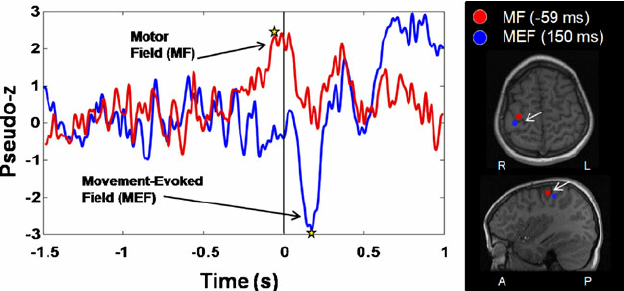 3
2
1
0
-1
-2
-3
Pseudo-z
Motor
Field (MF)
Movement-Evoked
Field (MEF)
-1.5
-1
-0.5
0
0.5
1
Time (s)
MF (-59 ms)
MEF (150 ms)
R
L
A
P